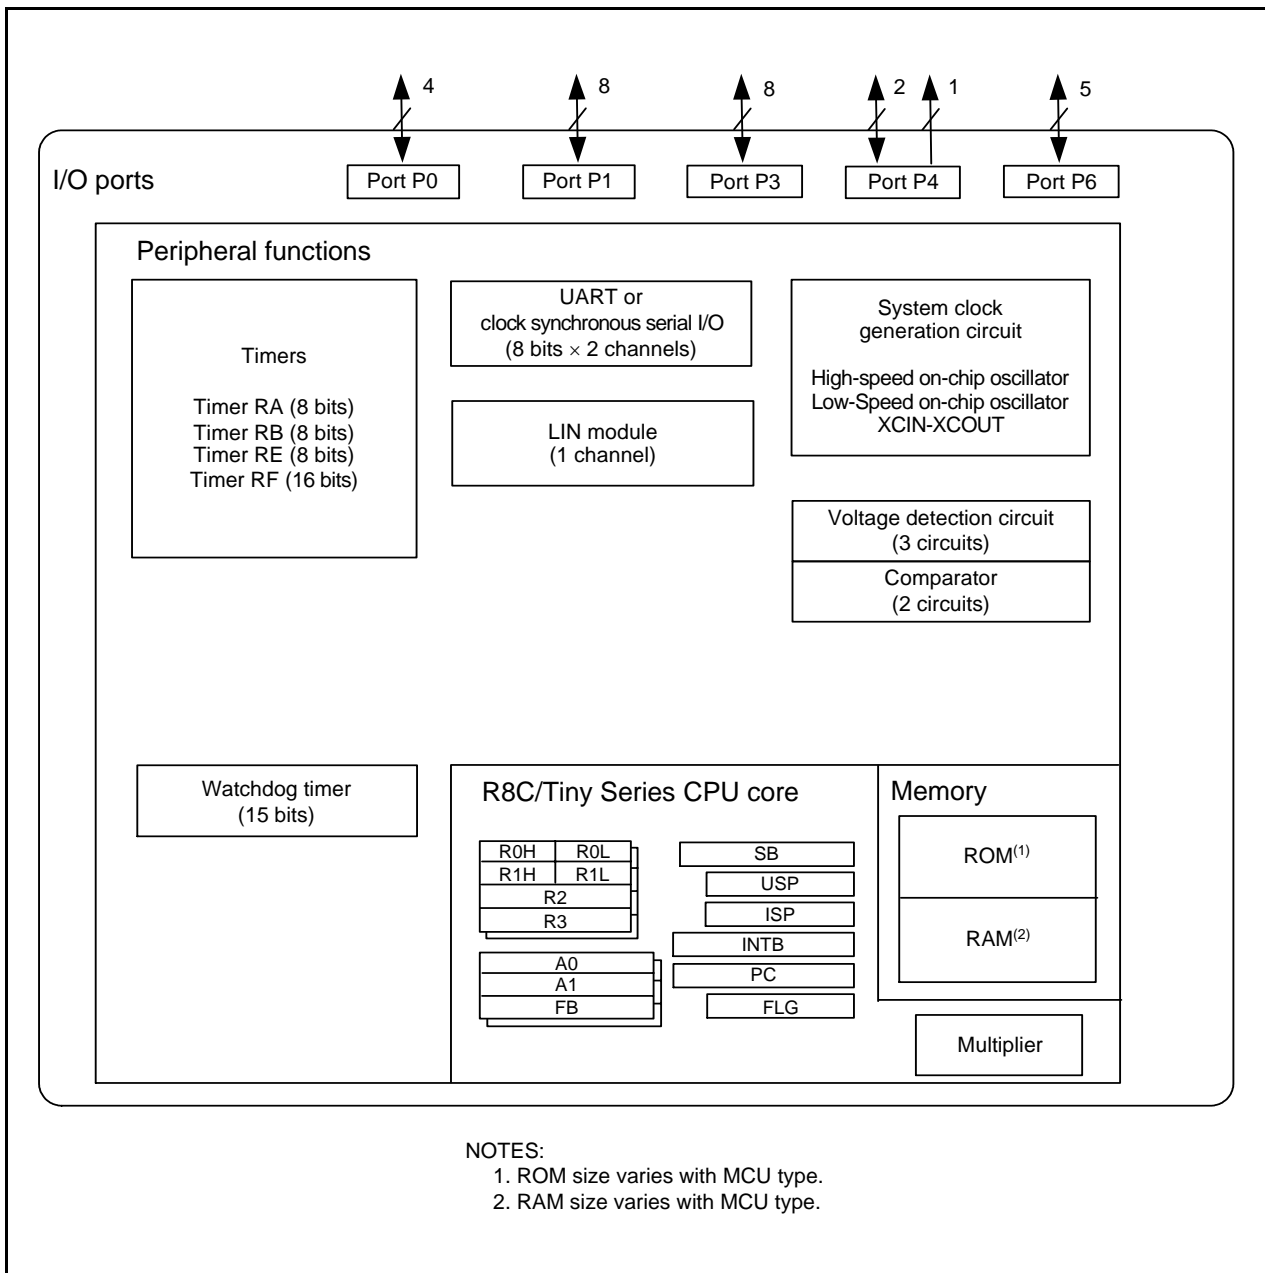 4
8
8
2
1
5
I/O ports
Port P0
Port P1
Port P3
Port P4
Port P6
Peripheral functions
Timers
Timer RA (8 bits)
Timer RB (8 bits)
Timer RE (8 bits)
Timer RF (16 bits)
UART or
clock synchronous serial I/O
(8 bits × 2 channels)
LIN module
(1 channel)
System clock
generation circuit
High-speed on-chip oscillator
Low-Speed on-chip oscillator
XCIN-XCOUT
Voltage detection circuit
(3 circuits)
Comparator
(2 circuits)
Watchdog timer
(15 bits)
R8C/Tiny Series CPU core
R0H
R0L
R1H
R1L
R2
R3
A0
A1
FB
SB
USP
ISP
INTB
PC
FLG
Memory
ROM(1)
RAM(2)
Multiplier
NOTES:
1. ROM size varies with MCU type.
2. RAM size varies with MCU type.